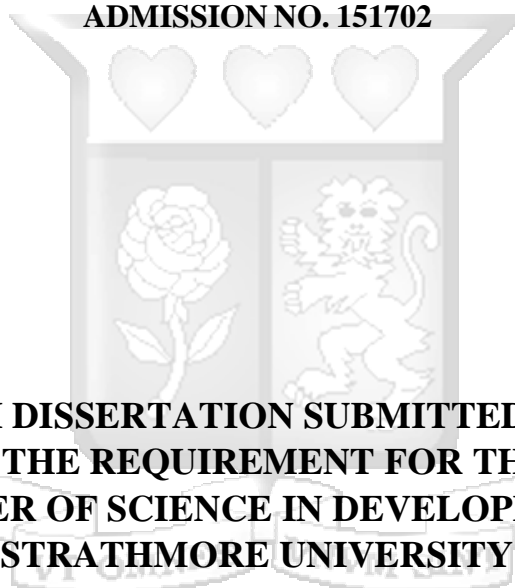 ADMISSION NO. 151702
DISSERTATION SUBMITTED
THE REQUIREMENT FOR
OF SCIENCE IN
STRATHMORE UNIVERSITY